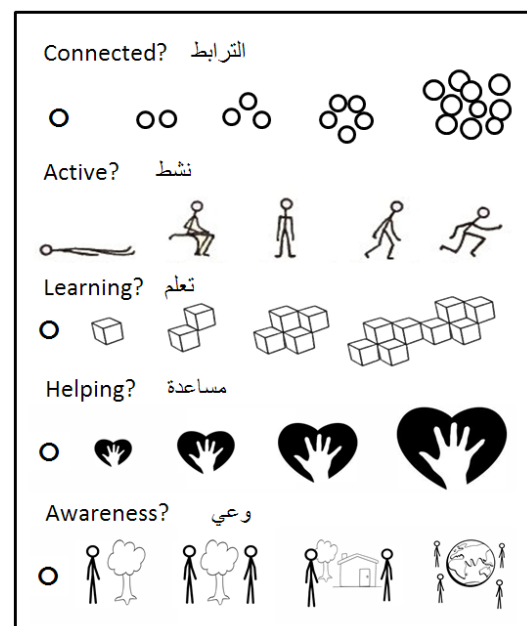 Connected? الترابط
Active? نشط
Learning? تعلم
Helping? مساعدة
Awareness? وعي